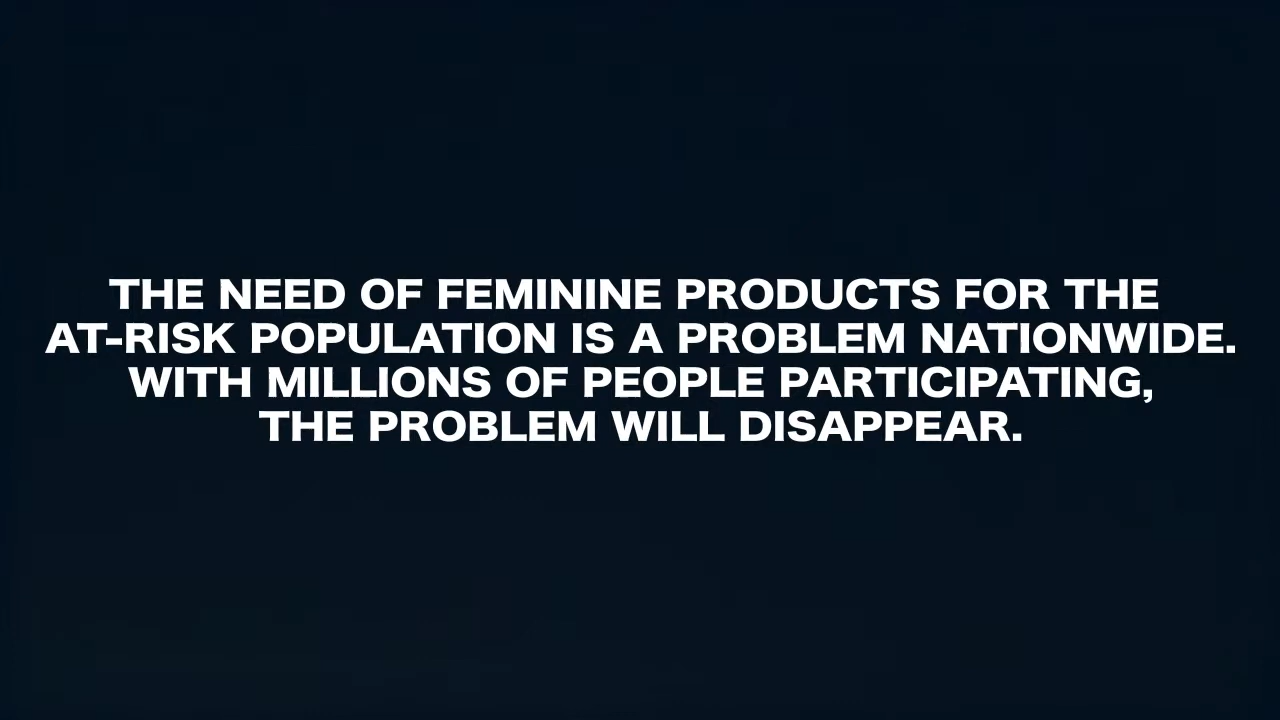 THE NEED OF FEMININE PRODUCTS FOR THE
AT-RISK POPULATION IS A PROBLEM NATIONWIDE.
WITH MILLIONS OF PEOPLE PARTICIPATING,
THE PROBLEM WILL DISAPPEAR.